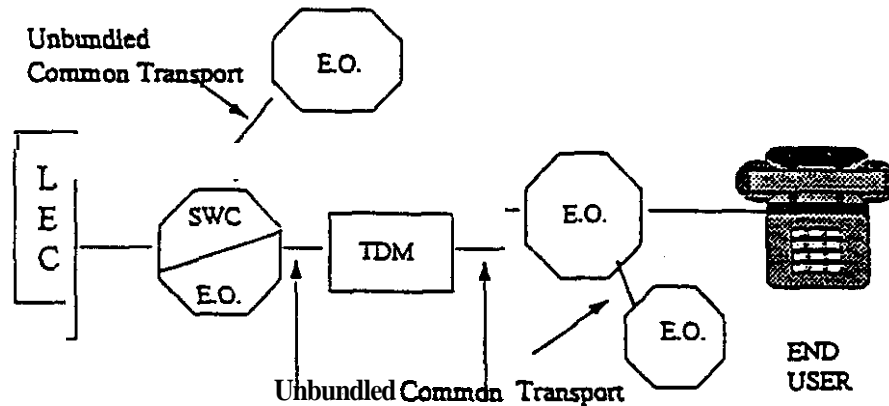 Unbundled
Common Transport
E.O.
L
E
C
SWC
E.O.
TDM
E.O.
E.O.
Unbundled Common Transport
END
USER